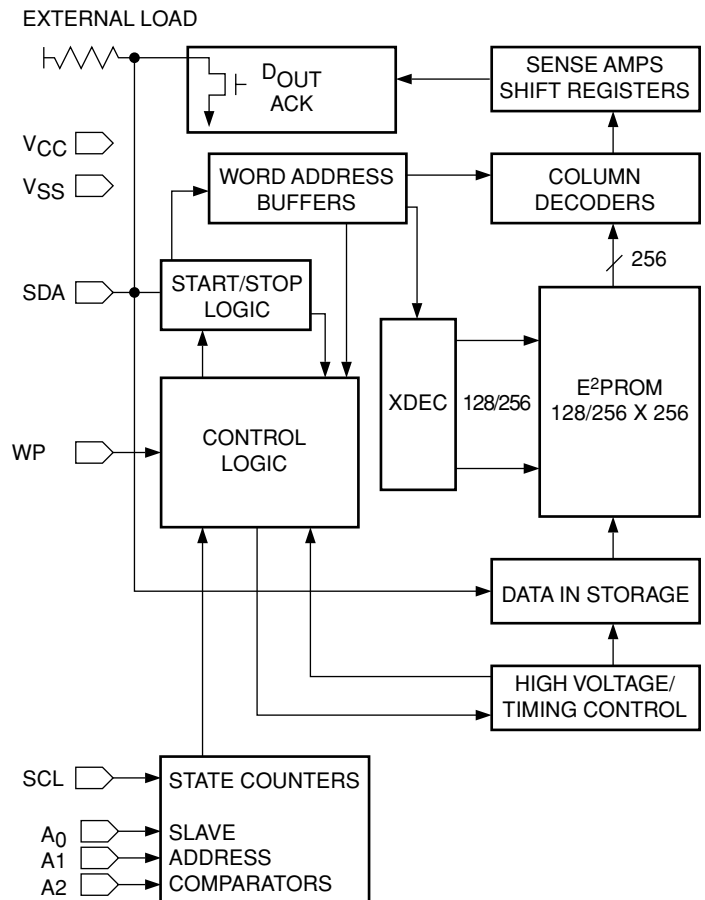 EXTERNAL LOAD
DOUT
ACK
SENSE AMPS
SHIFT REGISTERS
VCC
VSS
WORD ADDRESS
BUFFERS
COLUMN
DECODERS
256
SDA
START/STOP
LOGIC
XDEC
128/256
E²PROM
128/256 X 256
WP
CONTROL
LOGIC
DATA IN STORAGE
HIGH VOLTAGE/
TIMING CONTROL
SCL
STATE COUNTERS
A0
SLAVE
A1
ADDRESS
A2
COMPARATORS